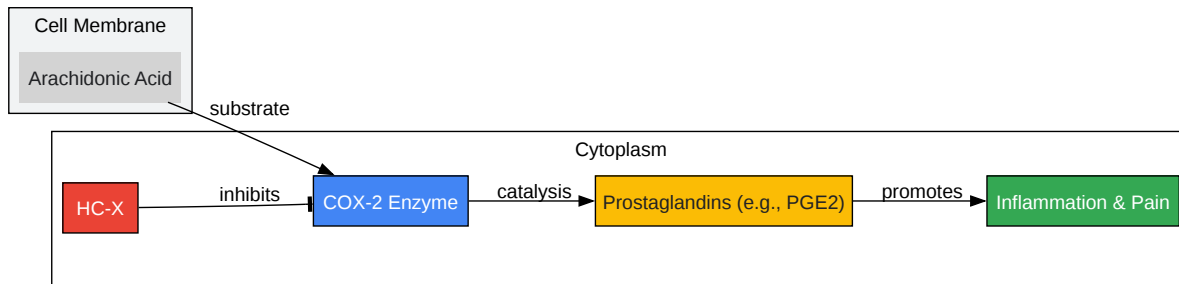 Cell Membrane
Arachidonic Acid
substrate
Cytoplasm
HC-X
inhibits
COX-2 Enzyme
catalysis
Prostaglandins (e.g., PGE2)
promotes
Inflammation & Pain